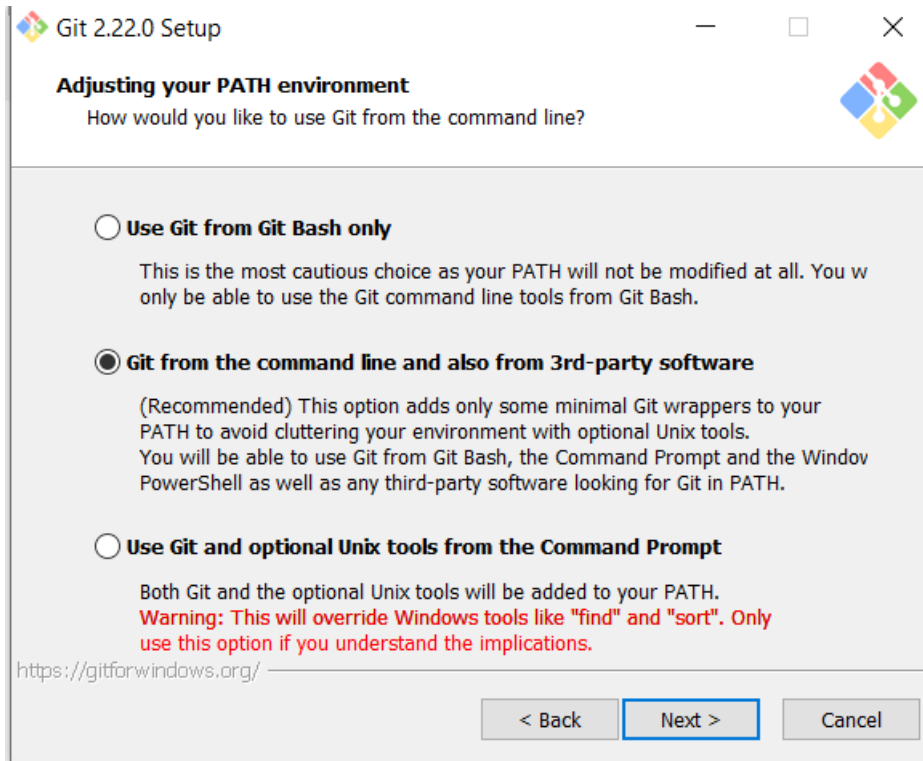 Git 2.22.0 Setup
Adjusting your PATH environment
How would you like to use Git from the command line?
Use Git from Git Bash only
This is the most cautious choice as your PATH will not be modified at all. You w
only be able to use the Git command line tools from Git Bash.
Git from the command line and also from 3rd-party software
(Recommended) This option adds only some minimal Git wrappers to your
PATH to avoid cluttering your environment with optional Unix tools.
You will be able to use Git from Git Bash, the Command Prompt and the Window
PowerShell as well as any third-party software looking for Git in PATH.
Use Git and optional Unix tools from the Command Prompt
Both Git and the optional Unix tools will be added to your PATH.
Warning: This will override Windows tools like "find" and "sort". Only
use this option if you understand the implications.
https://gitforwindows.org/
< Back Next > Cancel